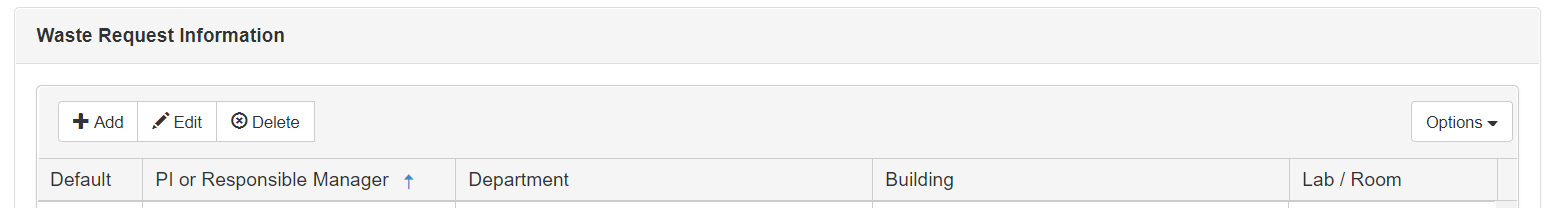 Waste Request Information
Add Edit Delete Options
Default PI or Responsible Manager Department Building Lab / Room